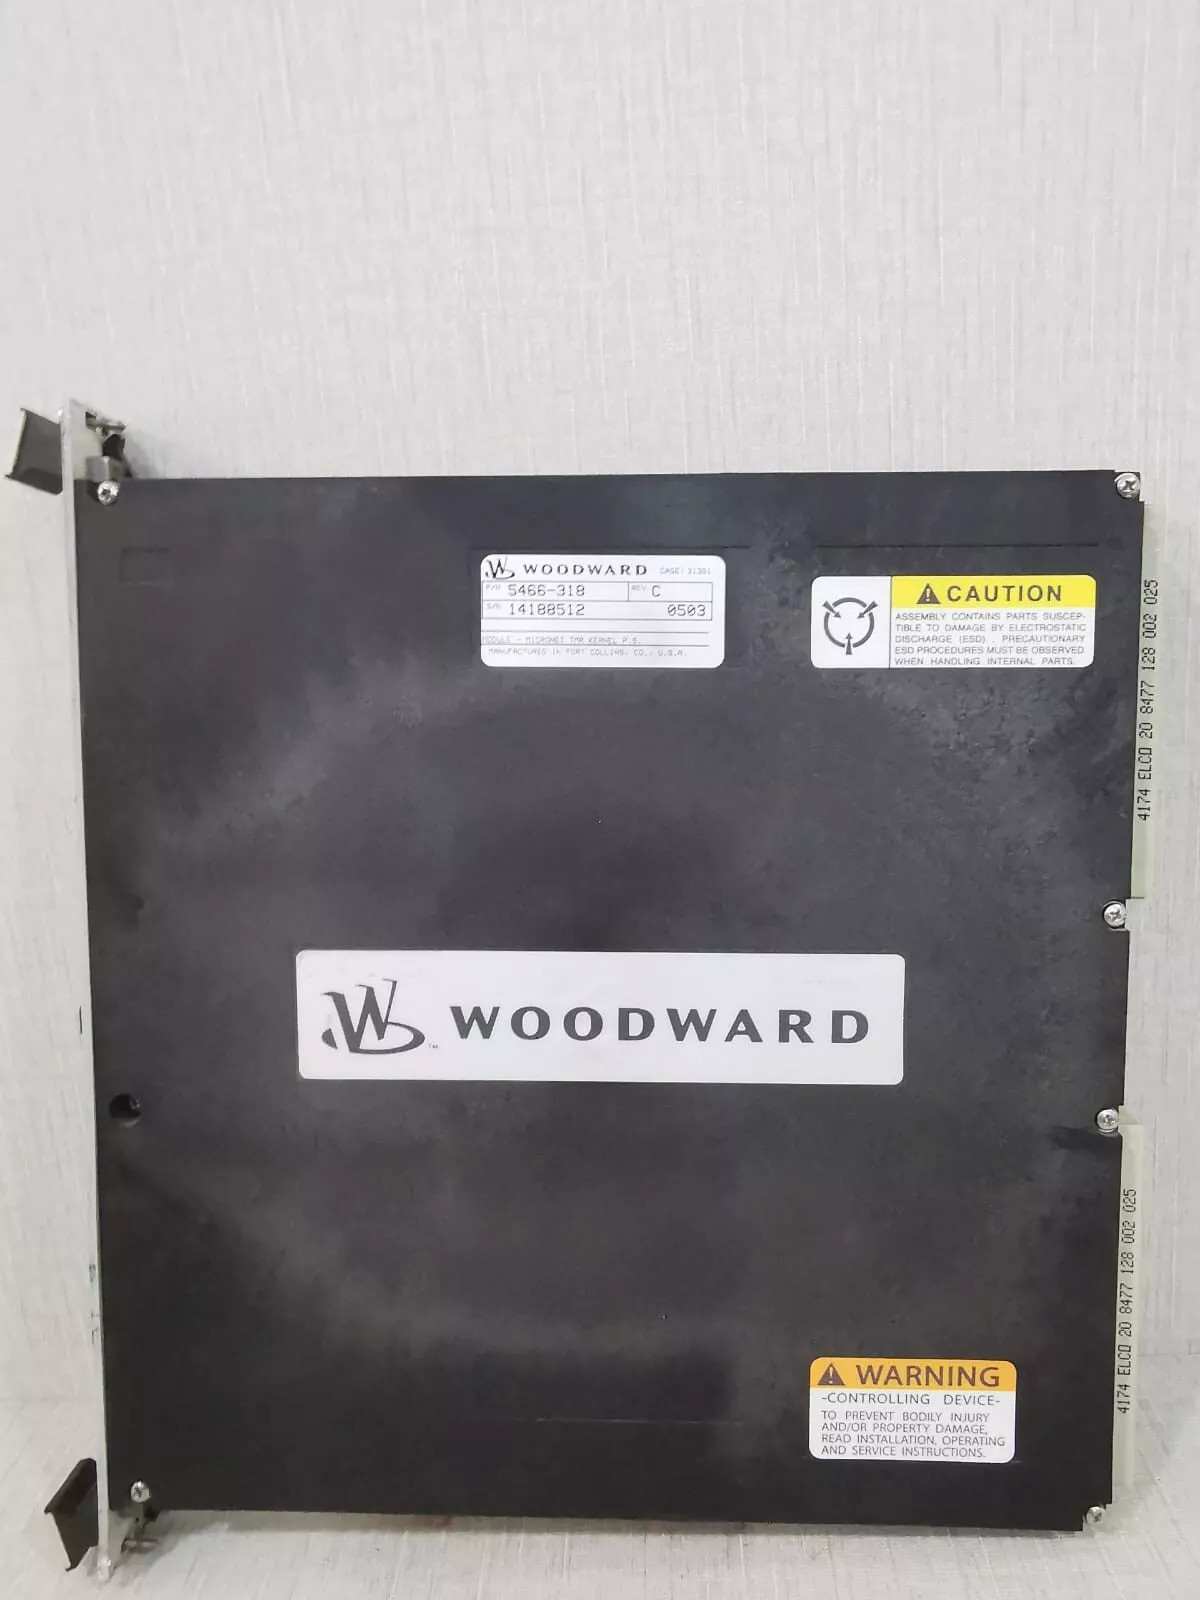 WOODWARD CAGE: 31361
P/N 5466-318 REV C
S/N 14188512 0503
MODULE - MICRONET TMR KERNEL P.S.
MANUFACTURED IN FORT COLLINS, CO., U.S.A.
CAUTION
ASSEMBLY CONTAINS PARTS SUSCEP-
TIBLE TO DAMAGE BY ELECTROSTATIC
DISCHARGE (ESD). PRECAUTIONARY
ESD PROCEDURES MUST BE OBSERVED
WHEN HANDLING INTERNAL PARTS.
4174 ELCO 20 8477 128 002 025
W WOODWARD ™
4174 ELCO 20 8477 128 002 025
WARNING
-CONTROLLING DEVICE-
TO PREVENT BODILY INJURY
AND/OR PROPERTY DAMAGE,
READ INSTALLATION, OPERATING
AND SERVICE INSTRUCTIONS.